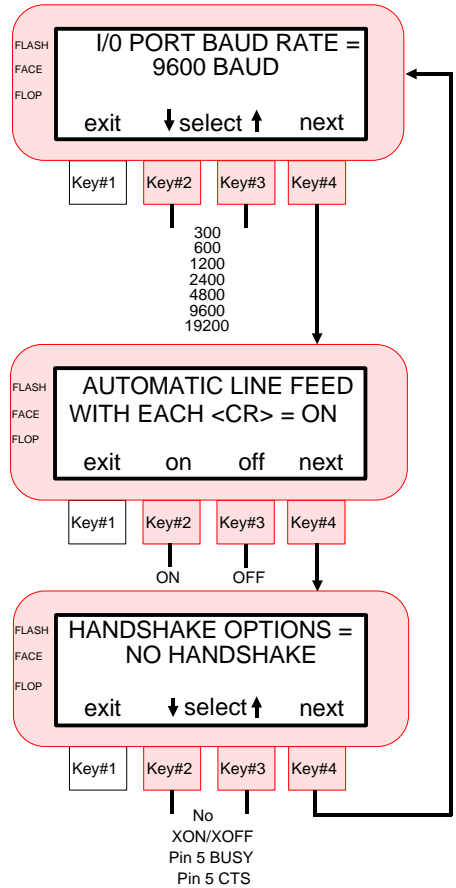 FLASH
FACE
FLOP
I/0 PORT BAUD RATE =
9600 BAUD
exit select next
Key#1 Key#2 Key#3 Key#4
300
600
1200
2400
4800
9600
19200
FLASH
FACE
FLOP
AUTOMATIC LINE FEED
WITH EACH <CR> = ON
exit on off next
Key#1 Key#2 Key#3 Key#4
ON OFF
FLASH
FACE
FLOP
HANDSHAKE OPTIONS =
NO HANDSHAKE
exit select next
Key#1 Key#2 Key#3 Key#4
No
XON/XOFF
Pin 5 BUSY
Pin 5 CTS